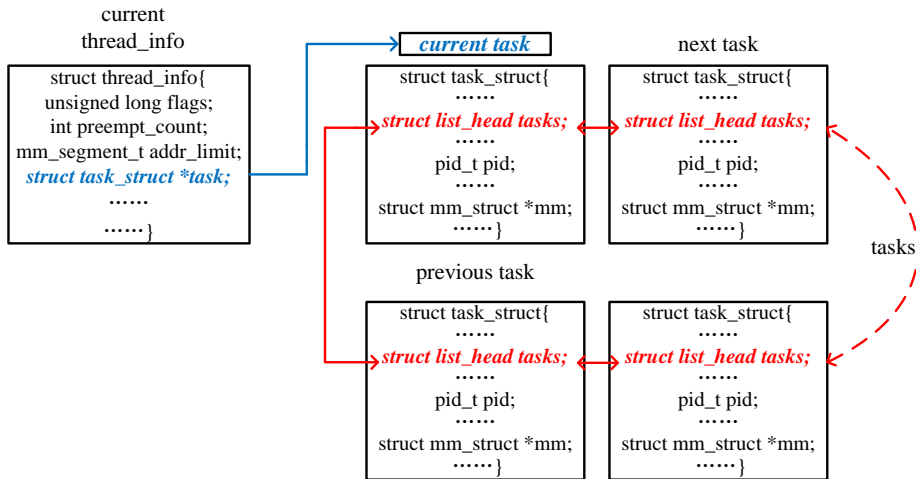 current
thread_info
struct thread_info{
unsigned long flags;
int preempt_count;
mm_segment_t addr_limit;
struct task_struct *task;
……
……}
current task
struct task_struct{
……
struct list_head tasks;
……
pid_t pid;
……
struct mm_struct *mm;
……}
next task
struct task_struct{
……
struct list_head tasks;
……
pid_t pid;
……
struct mm_struct *mm;
……}
tasks
previous task
struct task_struct{
……
struct list_head tasks;
……
pid_t pid;
……
struct mm_struct *mm;
……}
struct task_struct{
……
struct list_head tasks;
……
pid_t pid;
……
struct mm_struct *mm;
……}